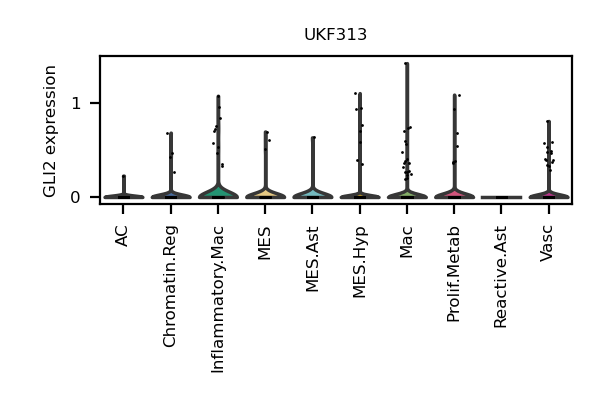 UKF313
GLI2 expression
1
0
AC
Chromatin.Reg
Inflammatory.Mac
MES
MES.Ast
MES.Hyp
Mac
Prolif.Metab
Reactive.Ast
Vasc